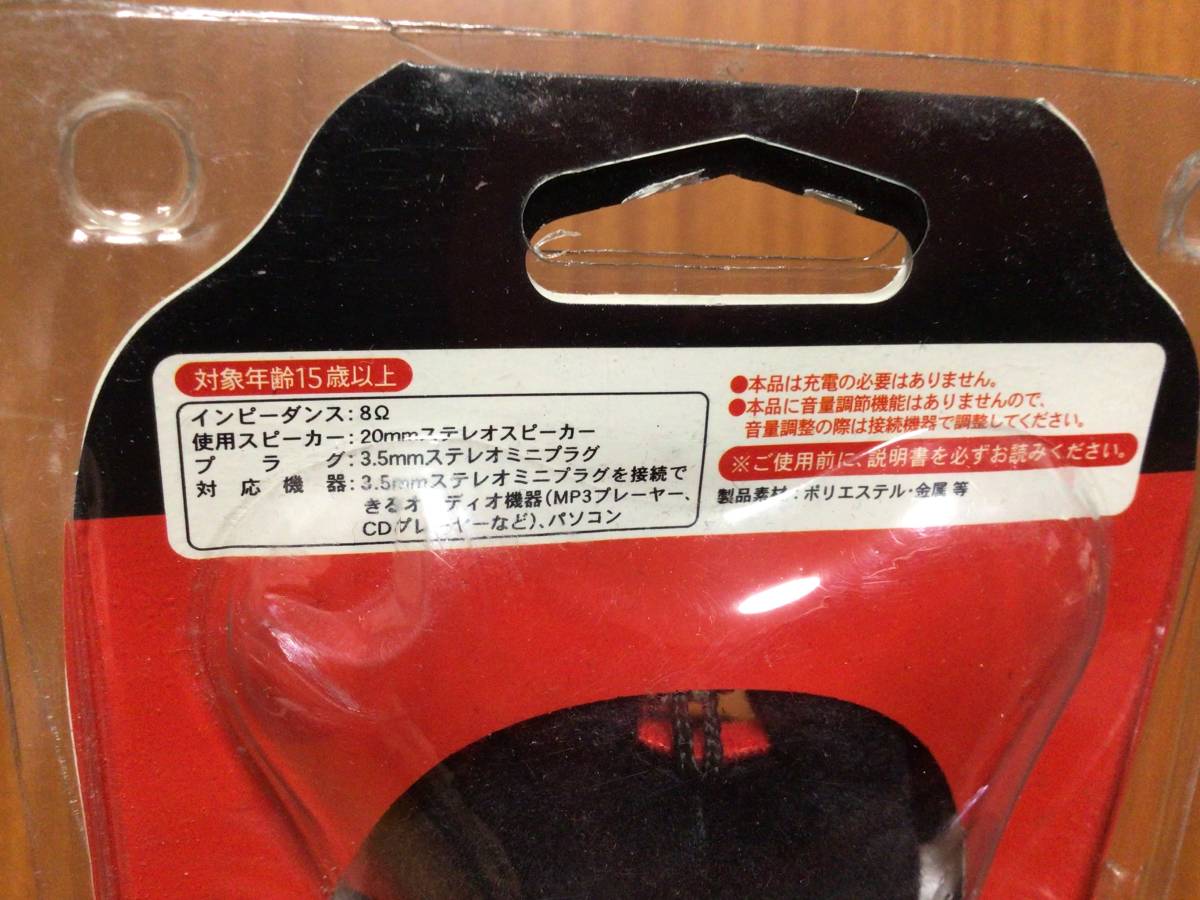 対象年齢15歳以上
インピーダンス:8Ω
使用スピーカー:20mmステレオスピーカー
プラグ:3.5mmステレオミニプラグ
対応機器:3.5mmステレオミニプラグを接続で
きるオーディオ機器(MP3プレーヤー、
CDプレーヤーなど)、パソコン
●本品は充電の必要はありません。
●本品に音量調節機能はありませんので、
音量調整の際は接続機器で調整してください。
※ご使用前に、説明書を必ずお読みください。
製品素材:ポリエステル・金属 等